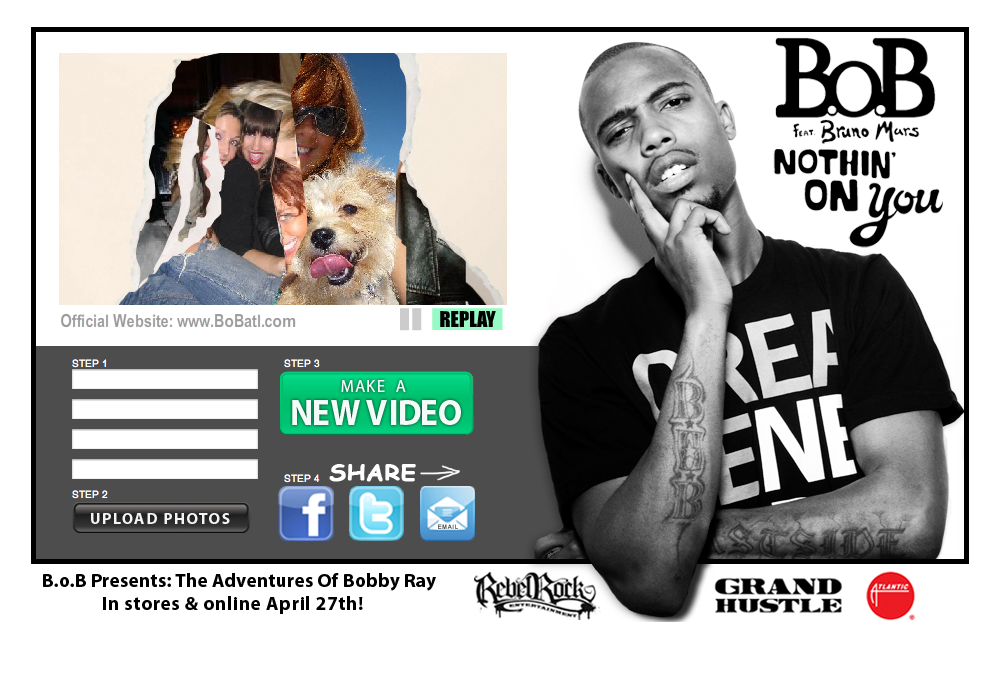 B.o.B
FEAT. Bruno Mars
NOTHIN'
ON you
Official Website: www.BoBatl.com
REPLAY
STEP 1
STEP 2
UPLOAD PHOTOS
STEP 3
MAKE A
NEW VIDEO
STEP 4 SHARE
f
t
EMAIL
B.o.B
STSIDE
B.o.B Presents: The Adventures Of Bobby Ray
In stores & online April 27th!
RebelRock
ENTERTAINMENT
GRAND
HUSTLE
ATLANTIC